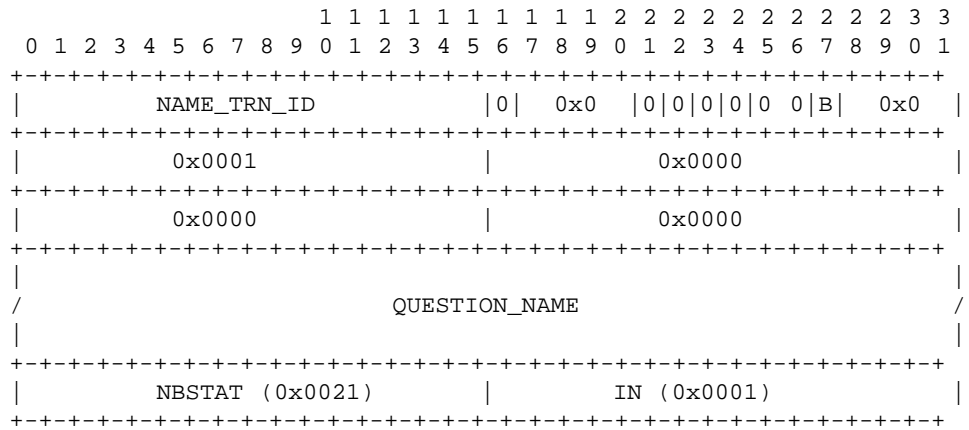 1 1 1 1 1 1 1 1 1 1 2 2 2 2 2 2 2 2 2 2 3 3
 0 1 2 3 4 5 6 7 8 9 0 1 2 3 4 5 6 7 8 9 0 1 2 3 4 5 6 7 8 9 0 1
+-+-+-+-+-+-+-+-+-+-+-+-+-+-+-+-+-+-+-+-+-+-+-+-+-+-+-+-+-+-+-+-+
|         NAME_TRN_ID           |0|  0x0  |0|0|0|0|0 0|B|  0x0  |
+-+-+-+-+-+-+-+-+-+-+-+-+-+-+-+-+-+-+-+-+-+-+-+-+-+-+-+-+-+-+-+-+
|          0x0001               |           0x0000              |
+-+-+-+-+-+-+-+-+-+-+-+-+-+-+-+-+-+-+-+-+-+-+-+-+-+-+-+-+-+-+-+-+
|          0x0000               |           0x0000              |
+-+-+-+-+-+-+-+-+-+-+-+-+-+-+-+-+-+-+-+-+-+-+-+-+-+-+-+-+-+-+-+-+
|                                                               |
/                         QUESTION_NAME                         /
|                                                               |
+-+-+-+-+-+-+-+-+-+-+-+-+-+-+-+-+-+-+-+-+-+-+-+-+-+-+-+-+-+-+-+-+
|         NBSTAT (0x0021)       |        IN (0x0001)            |
+-+-+-+-+-+-+-+-+-+-+-+-+-+-+-+-+-+-+-+-+-+-+-+-+-+-+-+-+-+-+-+-+